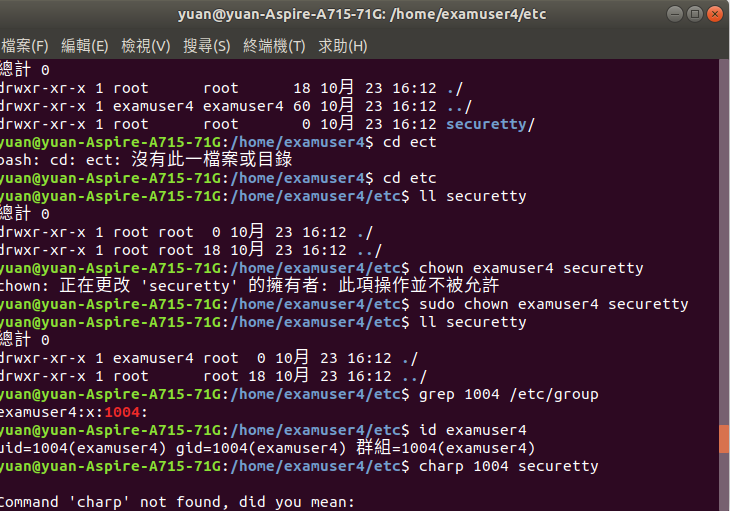 yuan@yuan-Aspire-A715-71G: /home/examuser4/etc
檔案(F) 編輯(E) 檢視(V) 搜尋(S) 終端機(T) 求助(H)
總計 0
drwxr-xr-x 1 root      root      18 10月 23 16:12 ./
drwxr-xr-x 1 examuser4 examuser4 60 10月 23 16:12 ../
drwxr-xr-x 1 root      root       0 10月 23 16:12 securetty/
yuan@yuan-Aspire-A715-71G:/home/examuser4$ cd ect
bash: cd: ect: 沒有此一檔案或目錄
yuan@yuan-Aspire-A715-71G:/home/examuser4$ cd etc
yuan@yuan-Aspire-A715-71G:/home/examuser4/etc$ ll securetty
總計 0
drwxr-xr-x 1 root root  0 10月 23 16:12 ./
drwxr-xr-x 1 root root 18 10月 23 16:12 ../
yuan@yuan-Aspire-A715-71G:/home/examuser4/etc$ chown examuser4 securetty
chown: 正在更改 'securetty' 的擁有者: 此項操作並不被允許
yuan@yuan-Aspire-A715-71G:/home/examuser4/etc$ sudo chown examuser4 securetty
yuan@yuan-Aspire-A715-71G:/home/examuser4/etc$ ll securetty
總計 0
drwxr-xr-x 1 examuser4 root  0 10月 23 16:12 ./
drwxr-xr-x 1 root      root 18 10月 23 16:12 ../
yuan@yuan-Aspire-A715-71G:/home/examuser4/etc$ grep 1004 /etc/group
examuser4:x:1004:
yuan@yuan-Aspire-A715-71G:/home/examuser4/etc$ id examuser4
uid=1004(examuser4) gid=1004(examuser4) 群組=1004(examuser4)
yuan@yuan-Aspire-A715-71G:/home/examuser4/etc$ charp 1004 securetty
Command 'charp' not found, did you mean: